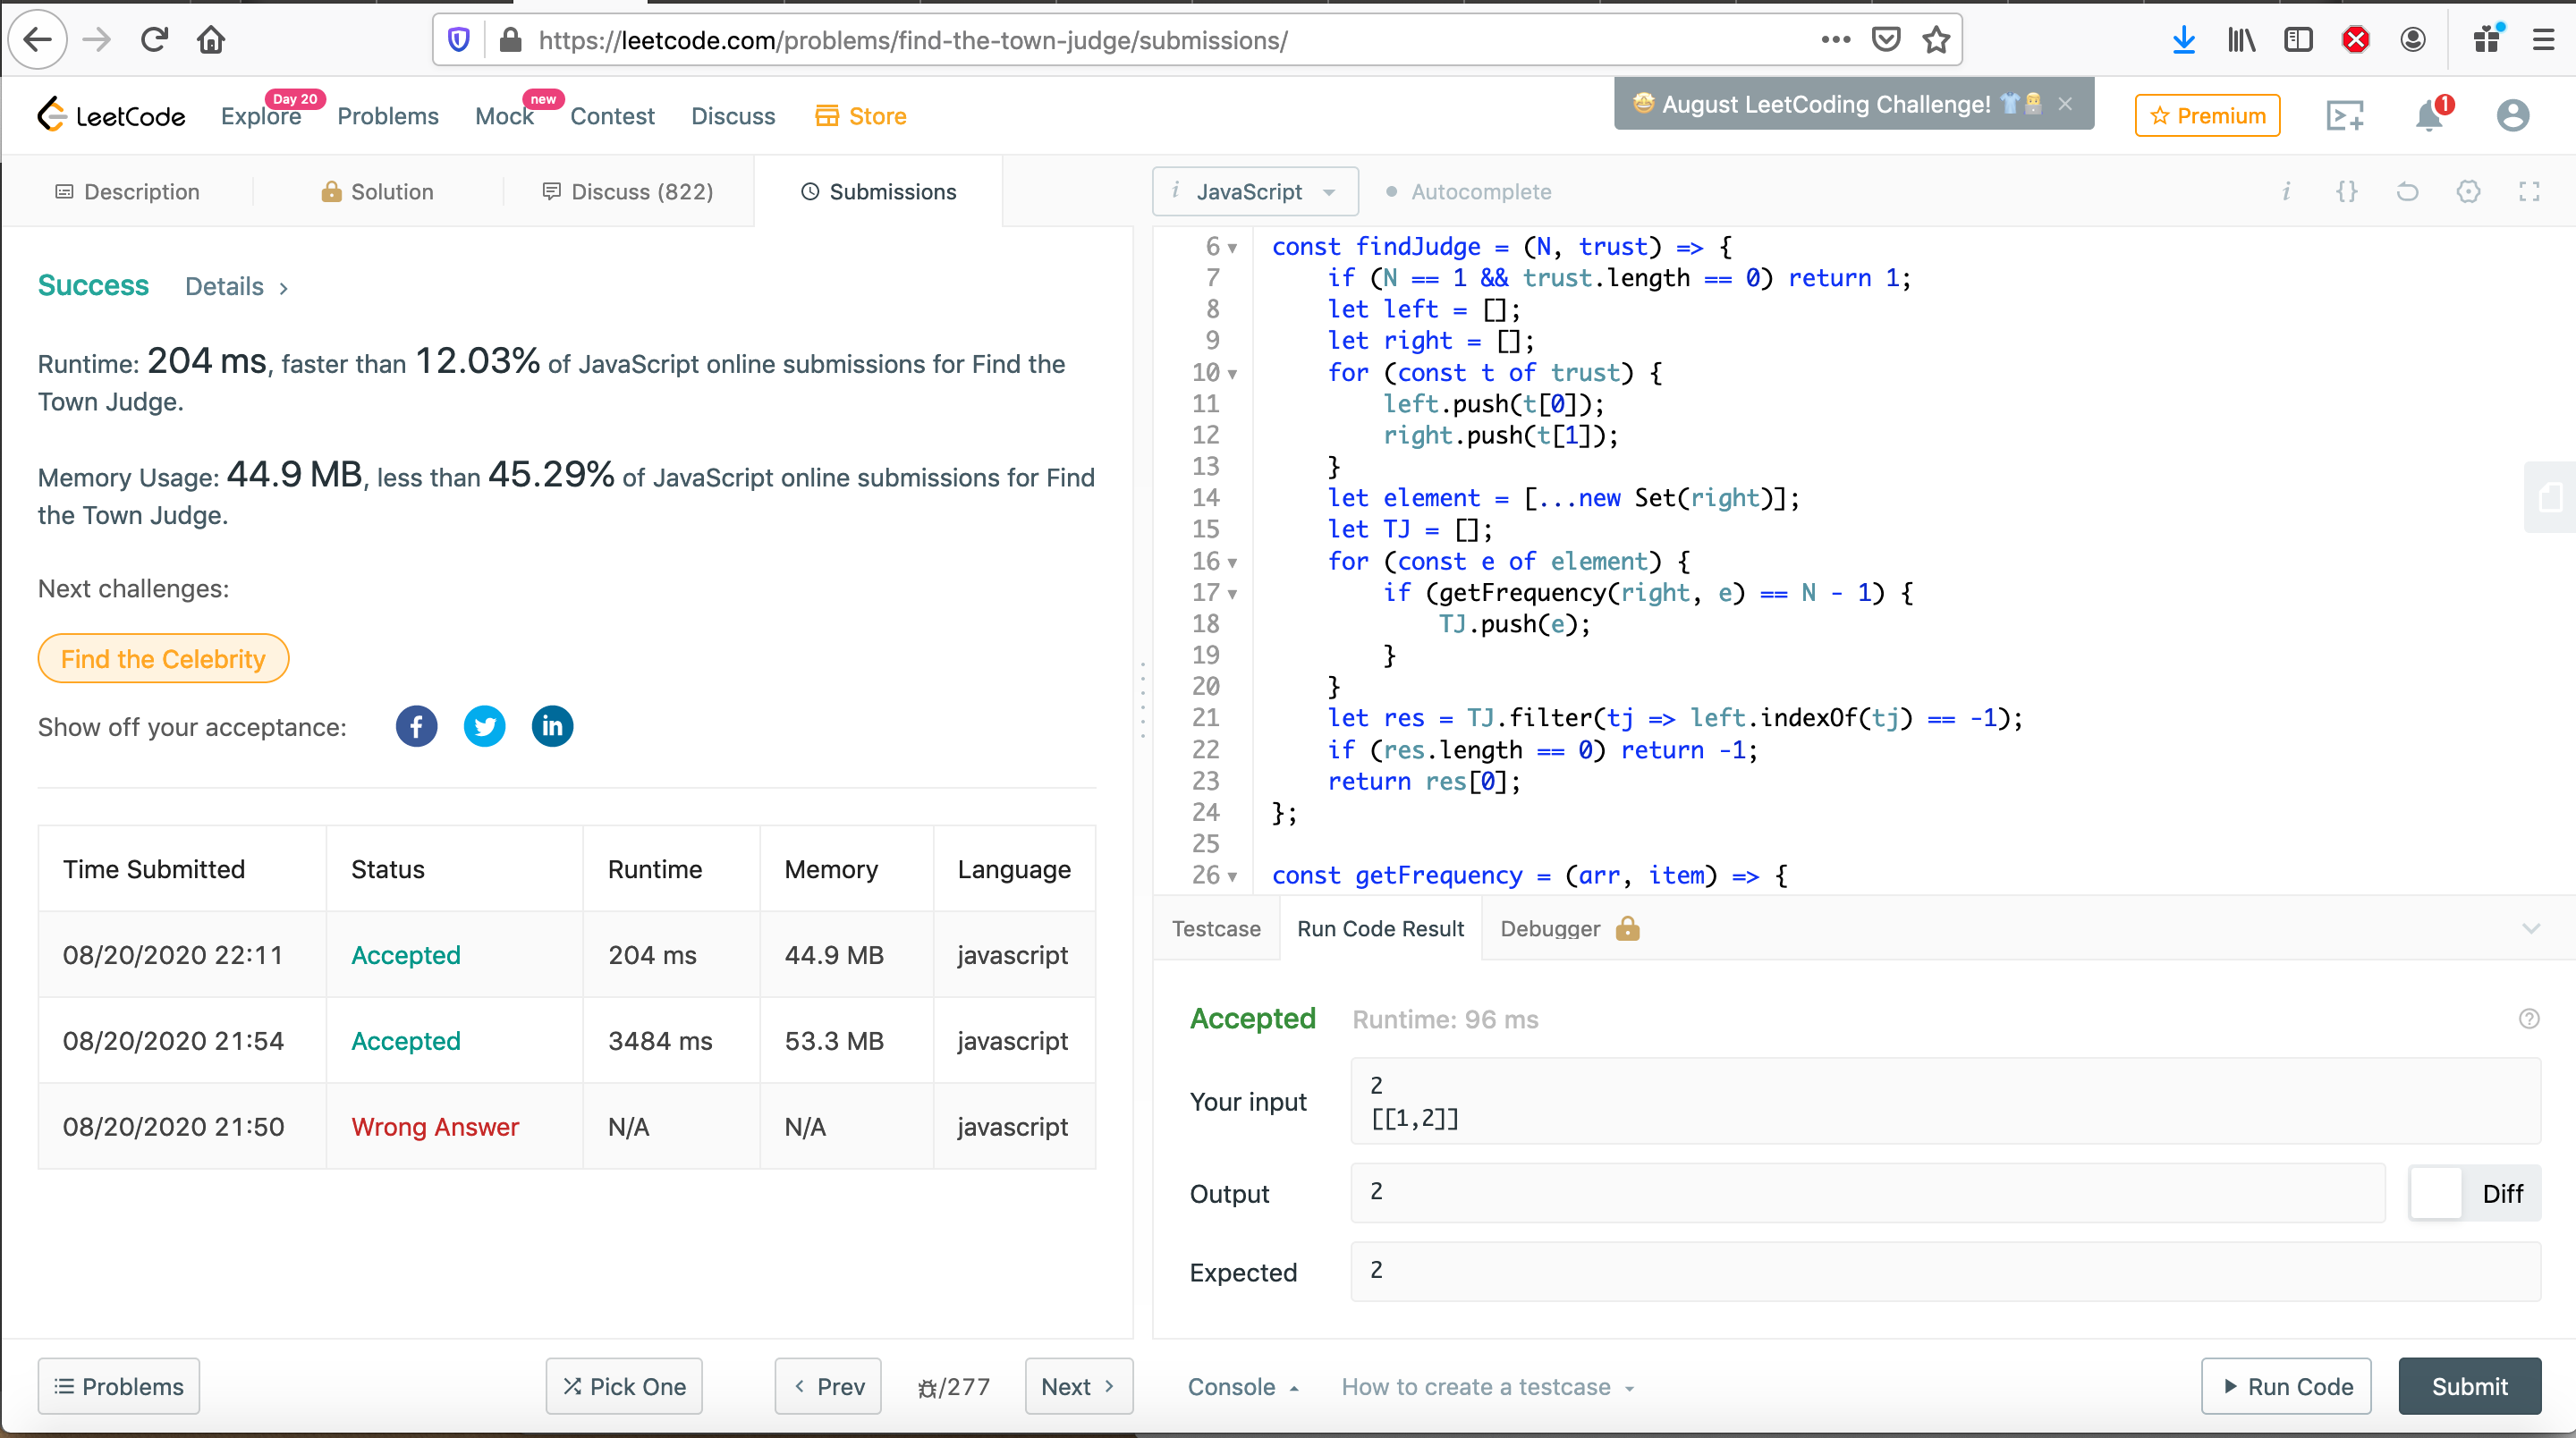 https://leetcode.com/problems/find-the-town-judge/submissions/
LeetCode
Explore
Day 20
Problems
Mock
new
Contest
Discuss
Store
August LeetCoding Challenge!
Premium
1
Description
Solution
Discuss (822)
Submissions
Success
Details
Runtime: 204 ms, faster than 12.03% of JavaScript online submissions for Find the
Town Judge.
Memory Usage: 44.9 MB, less than 45.29% of JavaScript online submissions for Find
the Town Judge.
Next challenges:
Find the Celebrity
Show off your acceptance:
Time Submitted Status Runtime Memory Language
08/20/2020 22:11 Accepted 204 ms 44.9 MB javascript
08/20/2020 21:54 Accepted 3484 ms 53.3 MB javascript
08/20/2020 21:50 Wrong Answer N/A N/A javascript
Problems
Pick One
Prev
/277
Next
i JavaScript
Autocomplete
i {}
6 const findJudge = (N, trust) => {
7 if (N == 1 && trust.length == 0) return 1;
8 let left = [];
9 let right = [];
10 for (const t of trust) {
11 left.push(t[0]);
12 right.push(t[1]);
13 }
14 let element = [...new Set(right)];
15 let TJ = [];
16 for (const e of element) {
17 if (getFrequency(right, e) == N - 1) {
18 TJ.push(e);
19 }
20 }
21 let res = TJ.filter(tj => left.indexOf(tj) == -1);
22 if (res.length == 0) return -1;
23 return res[0];
24 };
25
26 const getFrequency = (arr, item) => {
Testcase
Run Code Result
Debugger
Accepted
Runtime: 96 ms
Your input
2
[[1,2]]
Output
2
Diff
Expected
2
Console
How to create a testcase
Run Code
Submit